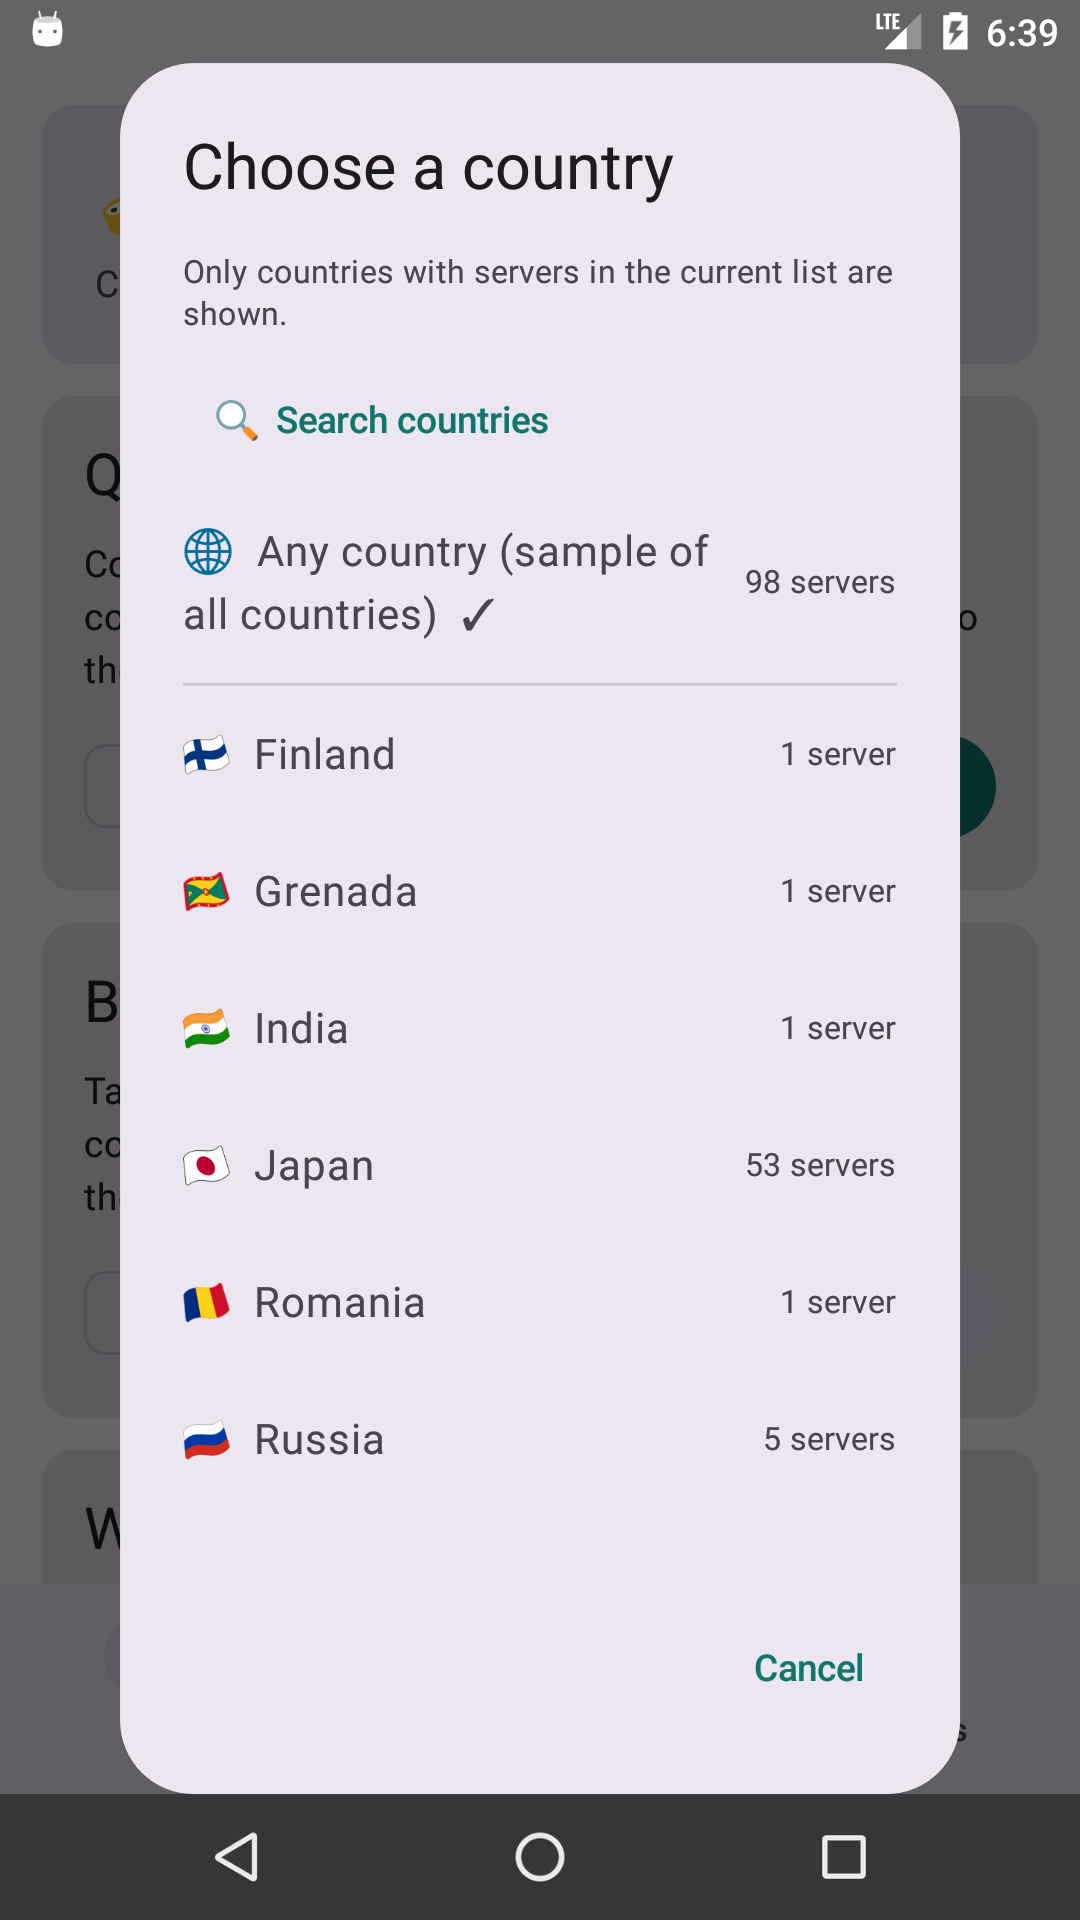 LTE 6:39
Choose a country
Only countries with servers in the current list are
shown.
🔍 Search countries
🌐 Any country (sample of
all countries) ✓
98 servers
Finland 1 server
Grenada 1 server
India 1 server
Japan 53 servers
Romania 1 server
Russia 5 servers
Cancel